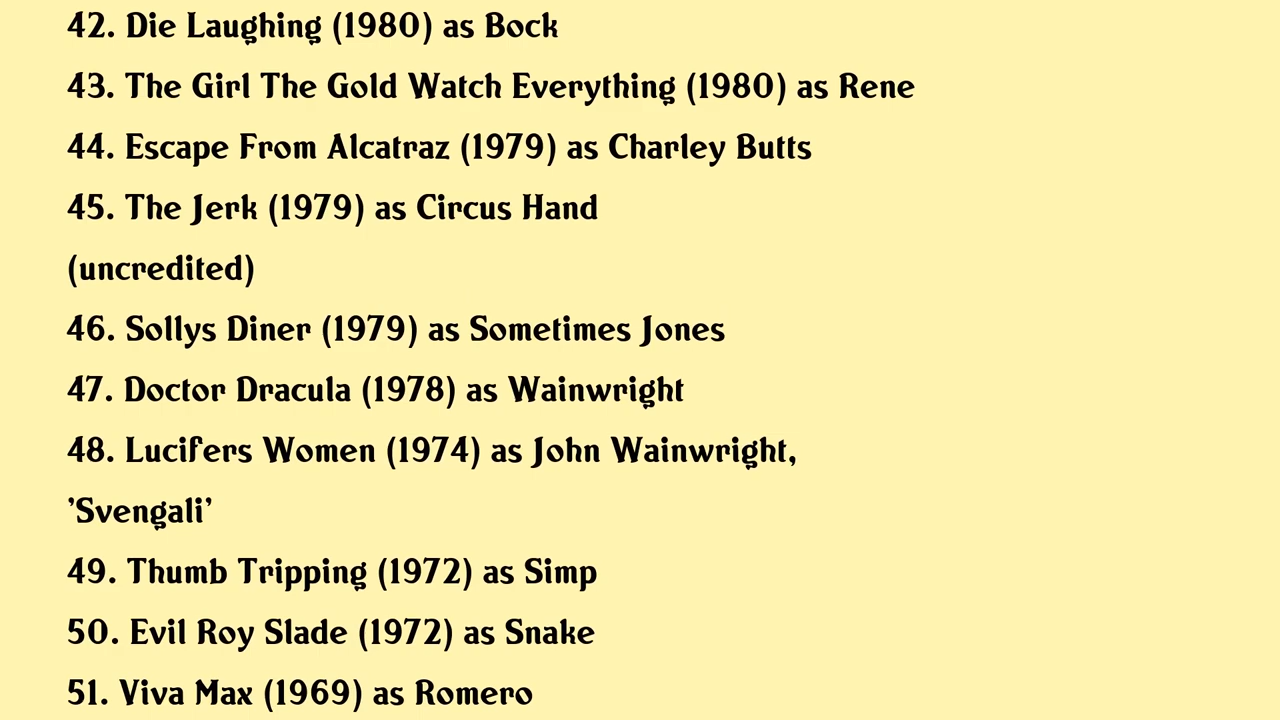 42. Die Laughing (1980) as Bock
43. The Girl The Gold Watch Everything (1980) as Rene
44. Escape From Alcatraz (1979) as Charley Butts
45. The Jerk (1979) as Circus Hand
(uncredited)
46. Sollys Diner (1979) as Sometimes Jones
47. Doctor Dracula (1978) as Wainwright
48. Lucifers Women (1974) as John Wainwright,
'Svengali'
49. Thumb Tripping (1972) as Simp
50. Evil Roy Slade (1972) as Snake
51. Viva Max (1969) as Romero